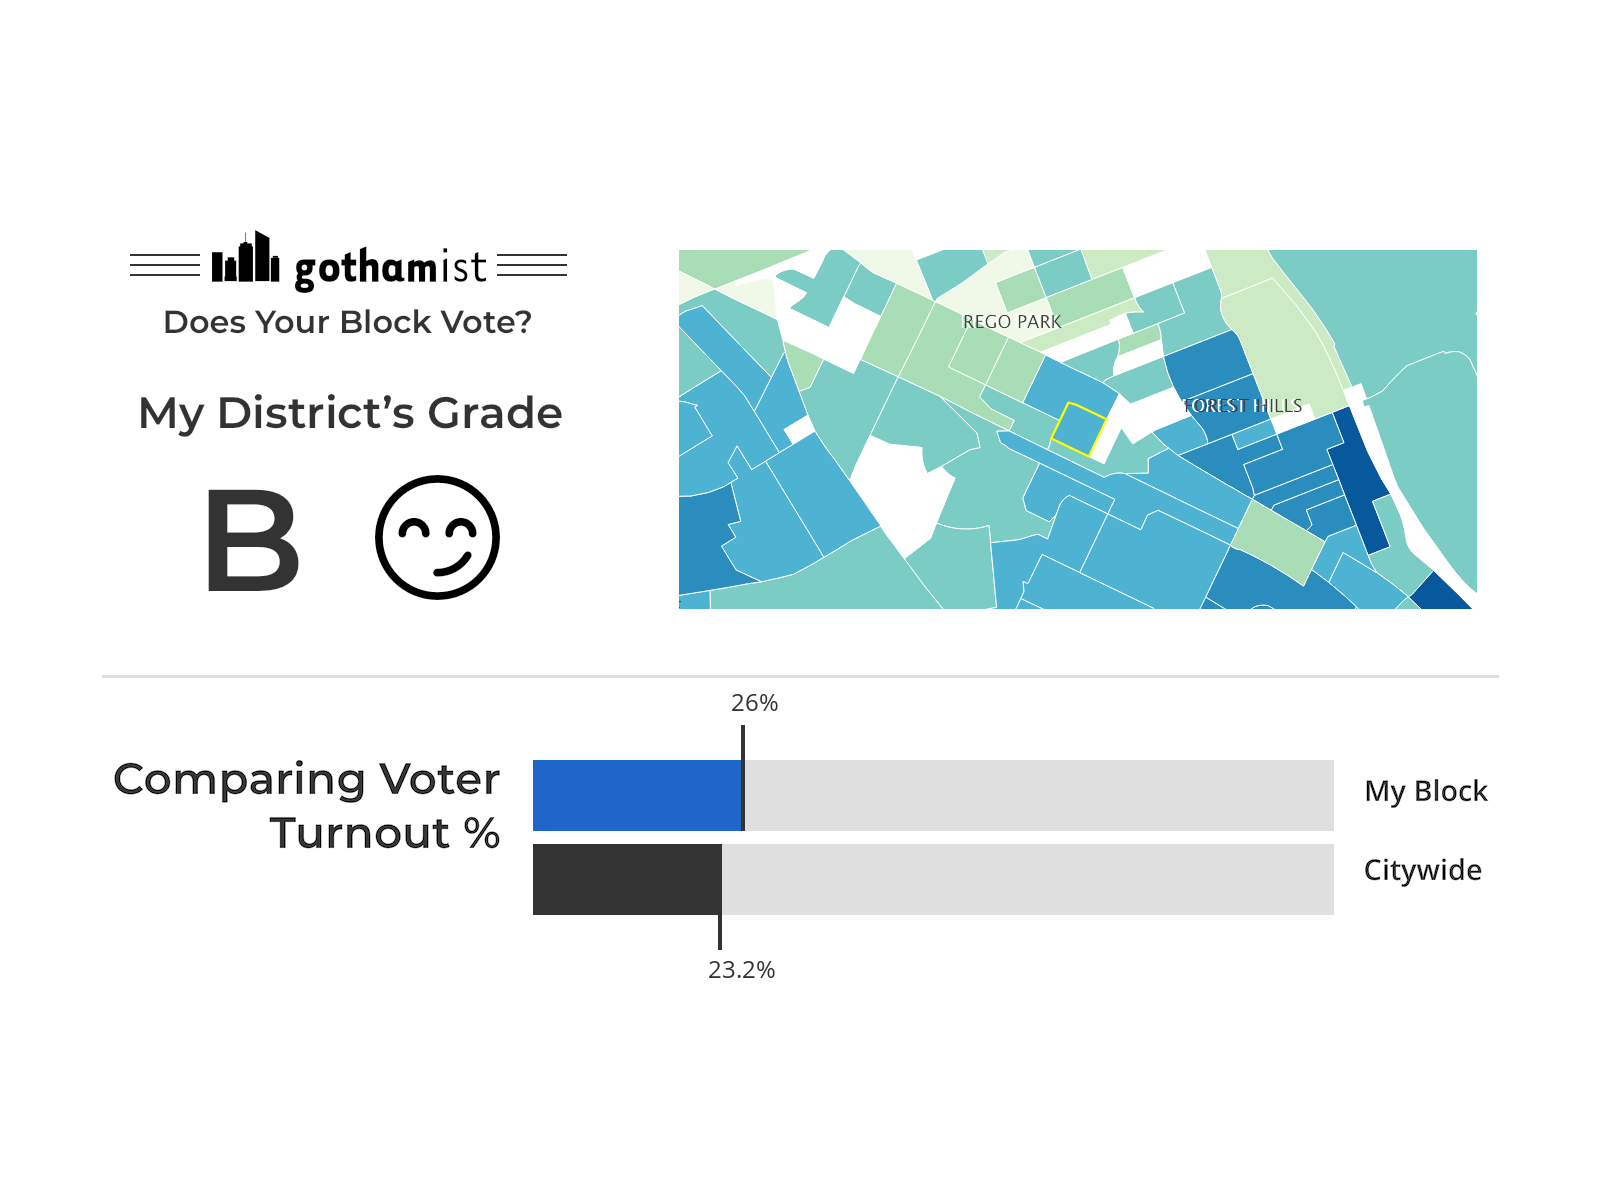 gothamist
Does Your Block Vote?
My District's Grade
B
REGO PARK
FOREST HILLS
26%
Comparing Voter
Turnout %
My Block
Citywide
23.2%